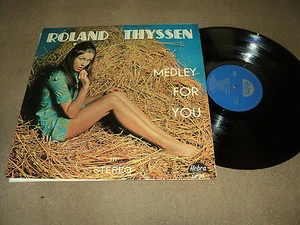 ROLAND THYSSEN
MEDLEY
FOR
YOU
STEREO
Hebra